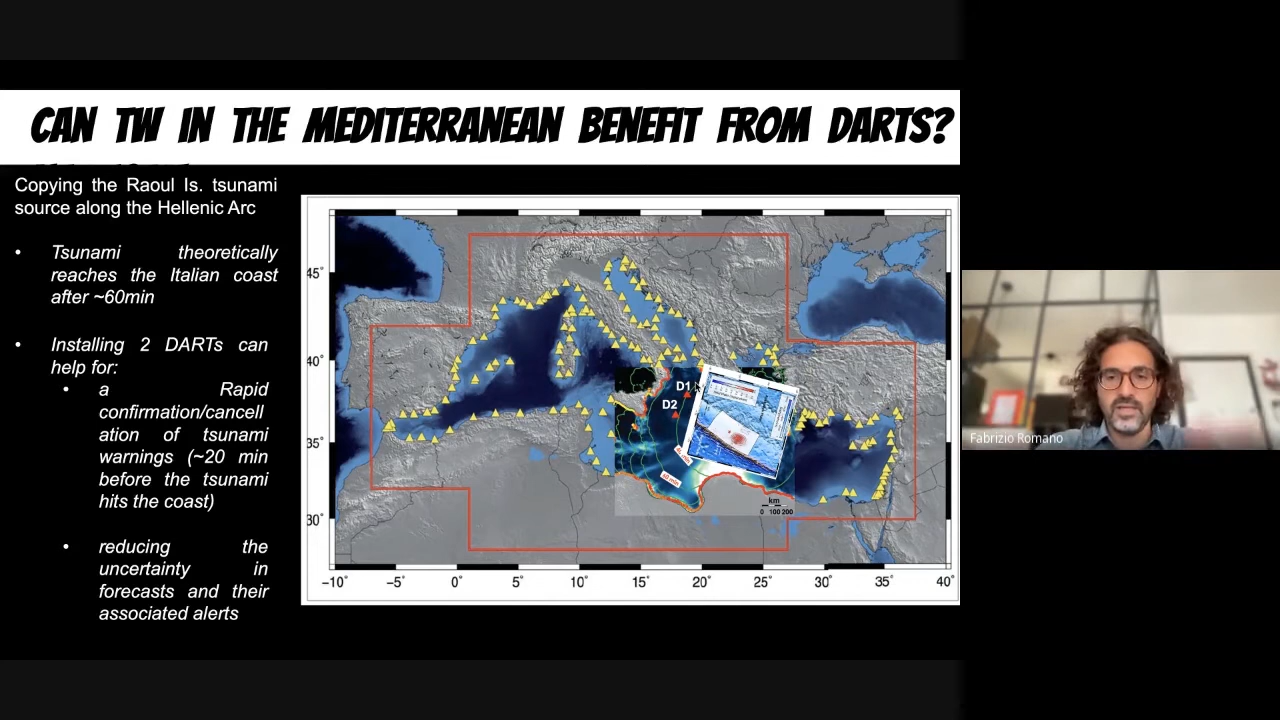 CAN TW IN THE MEDITERRANEAN BENEFIT FROM DARTS?
Copying the Raoul Is. tsunami
source along the Hellenic Arc
• Tsunami theoretically
reaches the Italian coast
after ~60min
• Installing 2 DARTs can
help for:
• a Rapid
confirmation/cancell
ation of tsunami
warnings (~20 min
before the tsunami
hits the coast)
• reducing the
uncertainty in
forecasts and their
associated alerts
45°
40°
35°
30°
D1
D2
km
0 100 200
-10° -5° 0° 5° 10° 15° 20° 25° 30° 35° 40°
Fabrizio Romano